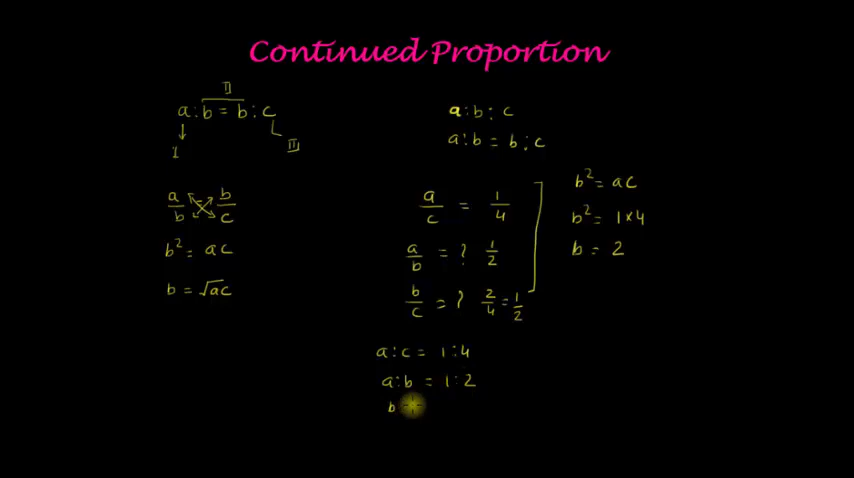 Continued Proportion
II
a:b = b:c
I
III
a/b = b/c
b² = ac
b = √ac
a:b:c
a:b = b:c
a/c = 1/4
a/b = ? 1/2
b/c = ? 2/4 = 1/2
b² = ac
b² = 1×4
b = 2
a:c = 1:4
a:b = 1:2
b